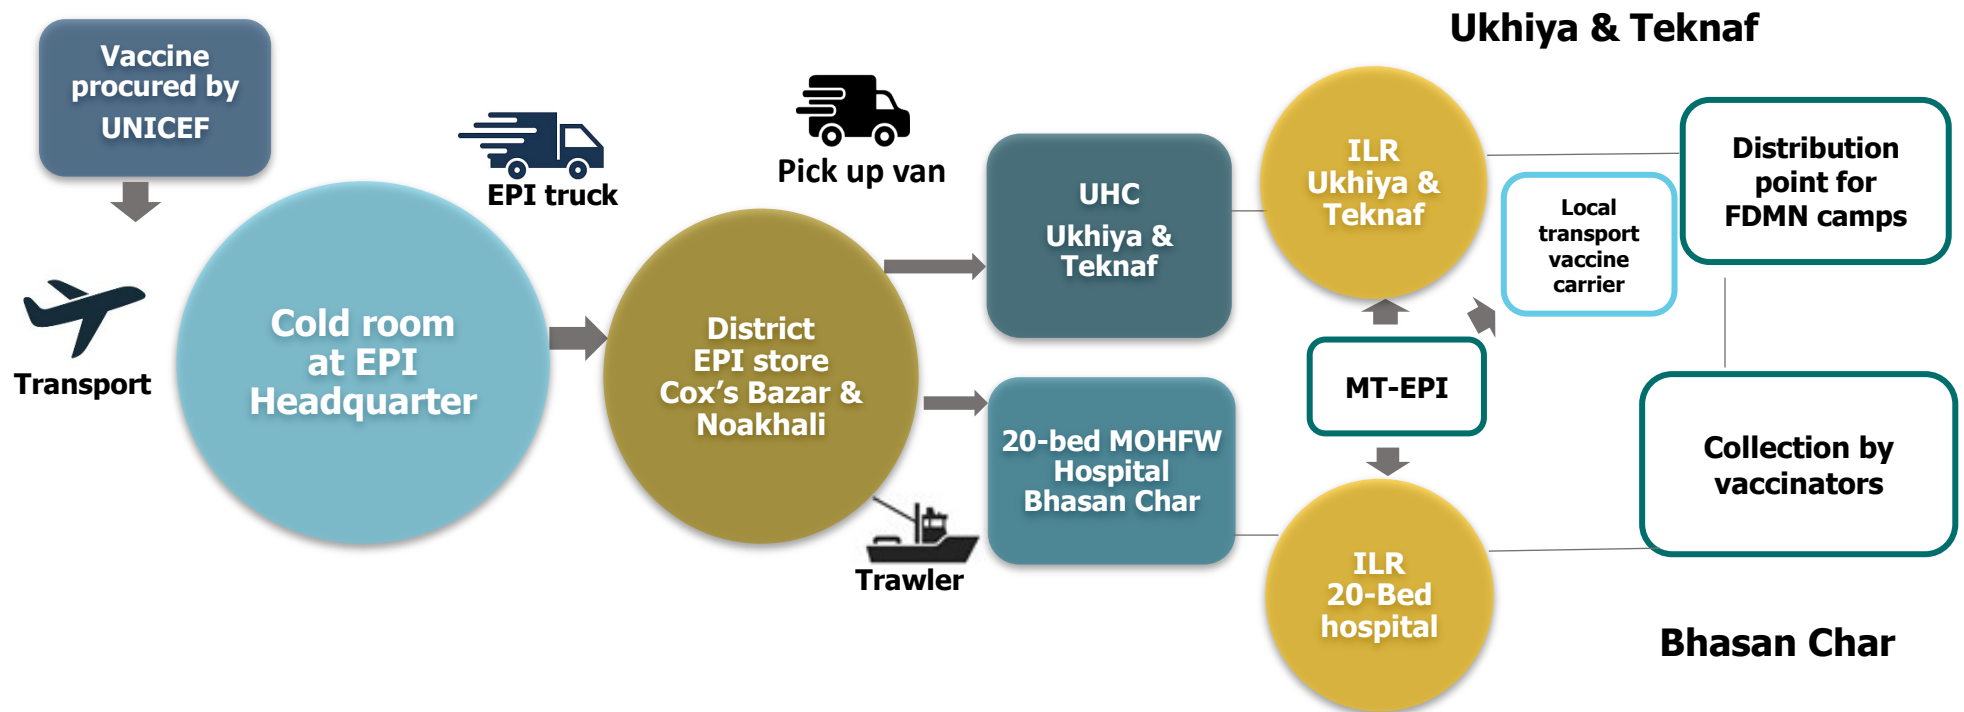 Ukhiya & Teknaf
Vaccine
procured by
UNICEF
Transport
Cold room
at EPI
Headquarter
EPI truck
District
EPI store
Cox’s Bazar &
Noakhali
Pick up van
Trawler
UHC
Ukhiya &
Teknaf
20-bed MOHFW
Hospital
Bhasan Char
ILR
Ukhiya &
Teknaf
MT-EPI
ILR
20-Bed
hospital
Local
transport
vaccine
carrier
Distribution
point for
FDMN camps
Collection by
vaccinators
Bhasan Char